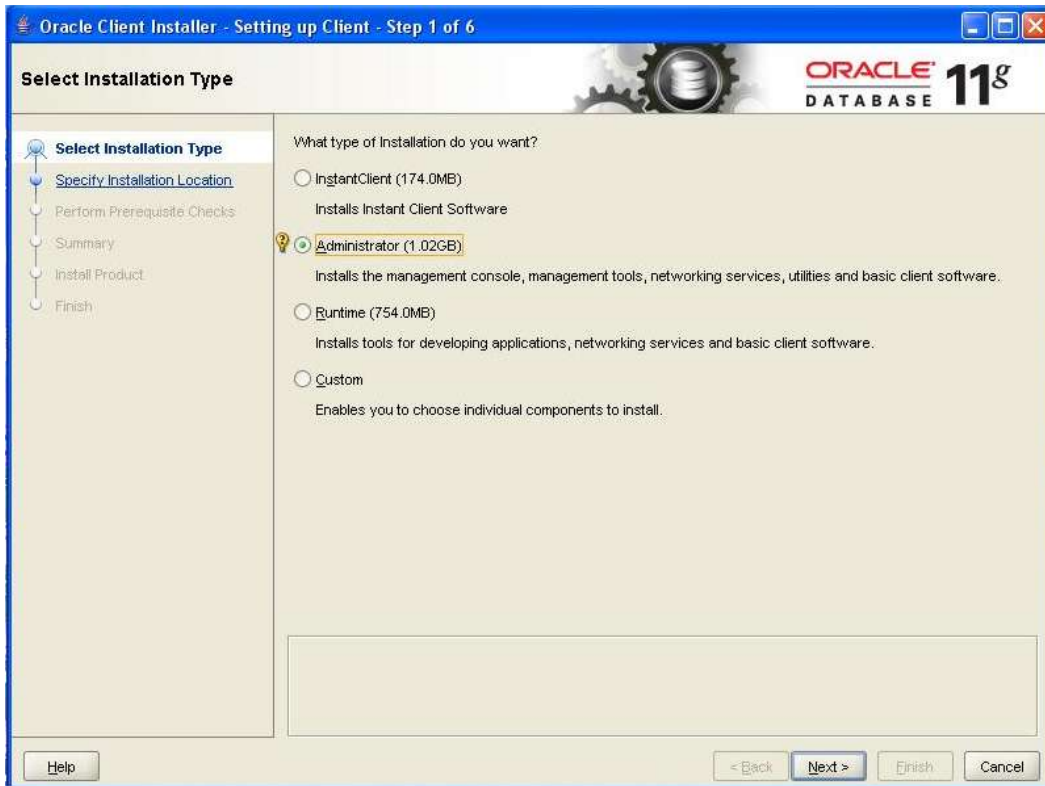 Oracle Client Installer - Setting up Client - Step 1 of 6
Select Installation Type
ORACLE
DATABASE
11g
Select Installation Type
Specify Installation Location
Perform Prerequisite Checks
Summary
Install Product
Finish
What type of Installation do you want?
InstantClient (174.0MB)
Installs Instant Client Software
Administrator (1.02GB)
Installs the management console, management tools, networking services, utilities and basic client software.
Runtime (754.0MB)
Installs tools for developing applications, networking services and basic client software.
Custom
Enables you to choose individual components to install.
Help
< Back
Next >
Finish
Cancel